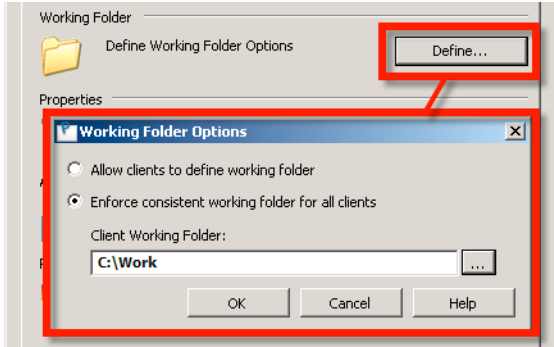 Working Folder
Define Working Folder Options
Define...
Properties
Working Folder Options
Allow clients to define working folder
Enforce consistent working folder for all clients
Client Working Folder:
C:\Work
...
OK Cancel Help